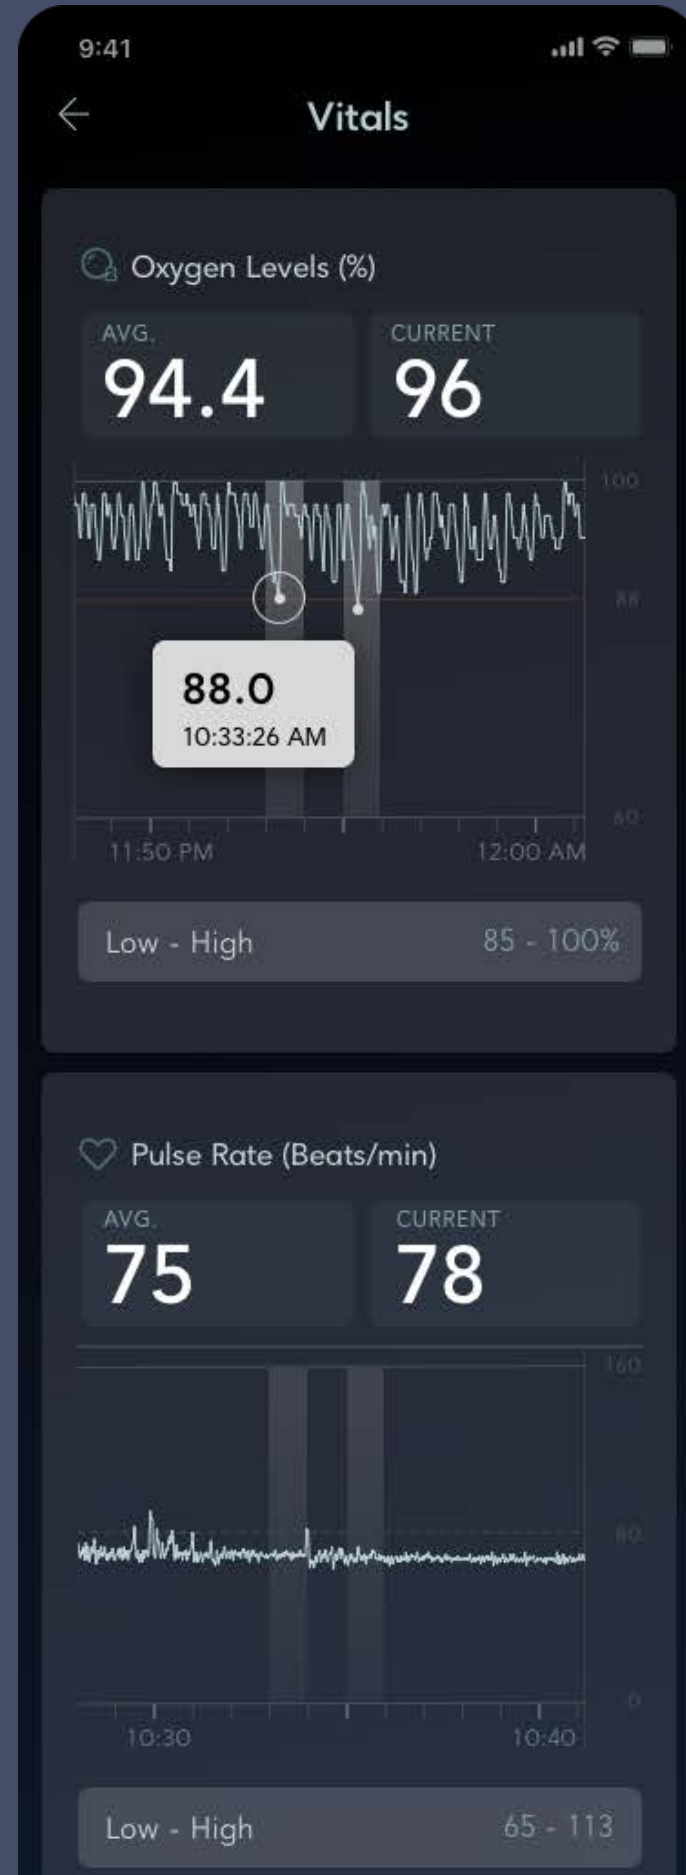 9:41
Vitals
Oxygen Levels (%)
AVG. CURRENT
94.4 96
100
88
88.0
10:33:26 AM
60
11:50 PM 12:00 AM
Low - High 85 - 100%
Pulse Rate (Beats/min)
AVG. CURRENT
75 78
160
80
0
10:30 10:40
Low - High 65 - 113